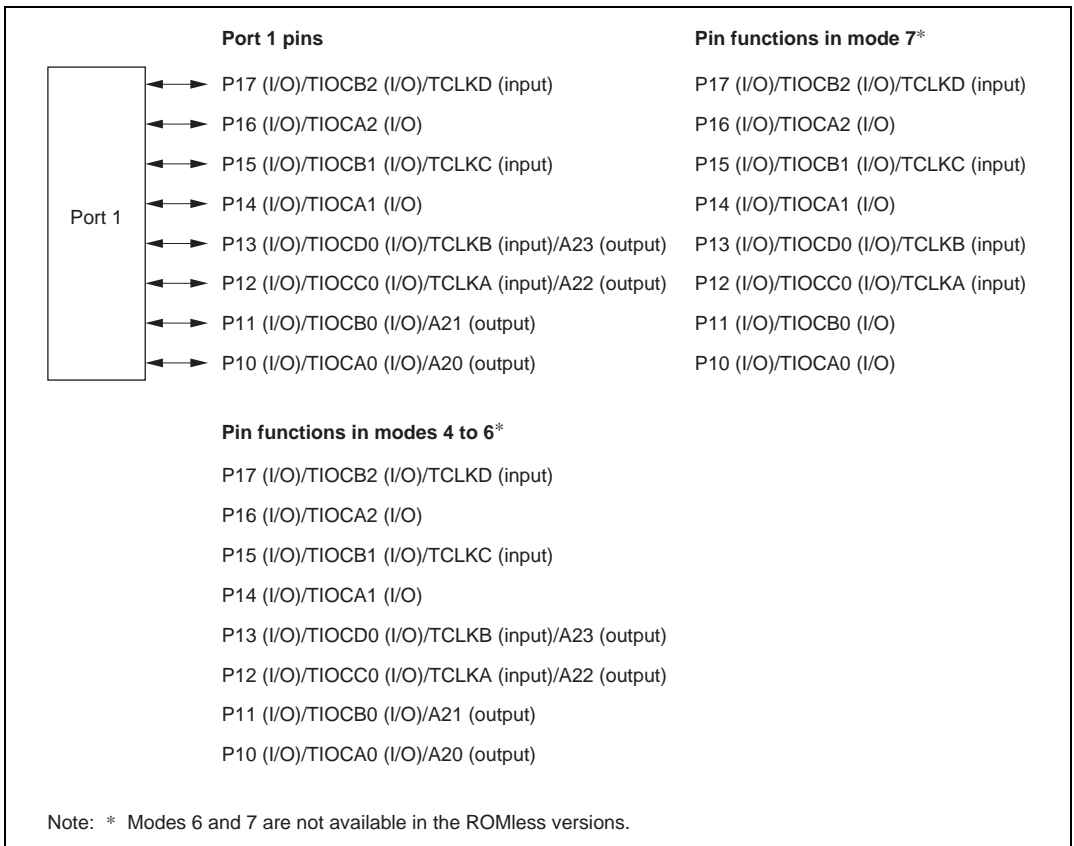 Port 1 pins
Pin functions in mode 7*
Port 1
P17 (I/O)/TIOCB2 (I/O)/TCLKD (input)
P17 (I/O)/TIOCB2 (I/O)/TCLKD (input)
P16 (I/O)/TIOCA2 (I/O)
P16 (I/O)/TIOCA2 (I/O)
P15 (I/O)/TIOCB1 (I/O)/TCLKC (input)
P15 (I/O)/TIOCB1 (I/O)/TCLKC (input)
P14 (I/O)/TIOCA1 (I/O)
P14 (I/O)/TIOCA1 (I/O)
P13 (I/O)/TIOCD0 (I/O)/TCLKB (input)/A23 (output)
P13 (I/O)/TIOCD0 (I/O)/TCLKB (input)
P12 (I/O)/TIOCC0 (I/O)/TCLKA (input)/A22 (output)
P12 (I/O)/TIOCC0 (I/O)/TCLKA (input)
P11 (I/O)/TIOCB0 (I/O)/A21 (output)
P11 (I/O)/TIOCB0 (I/O)
P10 (I/O)/TIOCA0 (I/O)/A20 (output)
P10 (I/O)/TIOCA0 (I/O)
Pin functions in modes 4 to 6*
P17 (I/O)/TIOCB2 (I/O)/TCLKD (input)
P16 (I/O)/TIOCA2 (I/O)
P15 (I/O)/TIOCB1 (I/O)/TCLKC (input)
P14 (I/O)/TIOCA1 (I/O)
P13 (I/O)/TIOCD0 (I/O)/TCLKB (input)/A23 (output)
P12 (I/O)/TIOCC0 (I/O)/TCLKA (input)/A22 (output)
P11 (I/O)/TIOCB0 (I/O)/A21 (output)
P10 (I/O)/TIOCA0 (I/O)/A20 (output)
Note: * Modes 6 and 7 are not available in the ROMless versions.